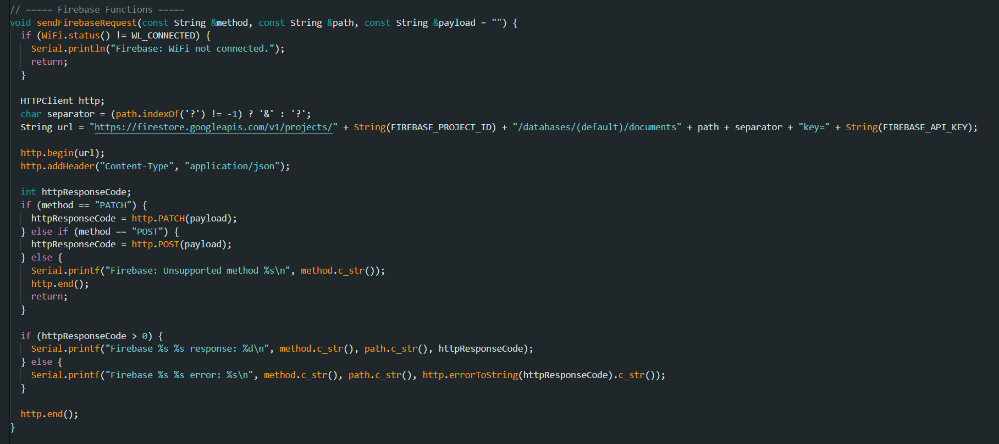 // ===== Firebase Functions =====
void sendFirebaseRequest(const String &method, const String &path, const String &payload = "") {
  if (WiFi.status() != WL_CONNECTED) {
    Serial.println("Firebase: WiFi not connected.");
    return;
  }

  HTTPClient http;
  char separator = (path.indexOf('?') != -1) ? '&' : '?';
  String url = "https://firestore.googleapis.com/v1/projects/" + String(FIREBASE_PROJECT_ID) + "/databases/(default)/documents" + path + separator + "key=" + String(FIREBASE_API_KEY);

  http.begin(url);
  http.addHeader("Content-Type", "application/json");

  int httpResponseCode;
  if (method == "PATCH") {
    httpResponseCode = http.PATCH(payload);
  } else if (method == "POST") {
    httpResponseCode = http.POST(payload);
  } else {
    Serial.printf("Firebase: Unsupported method %s\n", method.c_str());
    http.end();
    return;
  }

  if (httpResponseCode > 0) {
    Serial.printf("Firebase %s %s response: %d\n", method.c_str(), path.c_str(), httpResponseCode);
  } else {
    Serial.printf("Firebase %s %s error: %s\n", method.c_str(), path.c_str(), http.errorToString(httpResponseCode).c_str());
  }

  http.end();
}